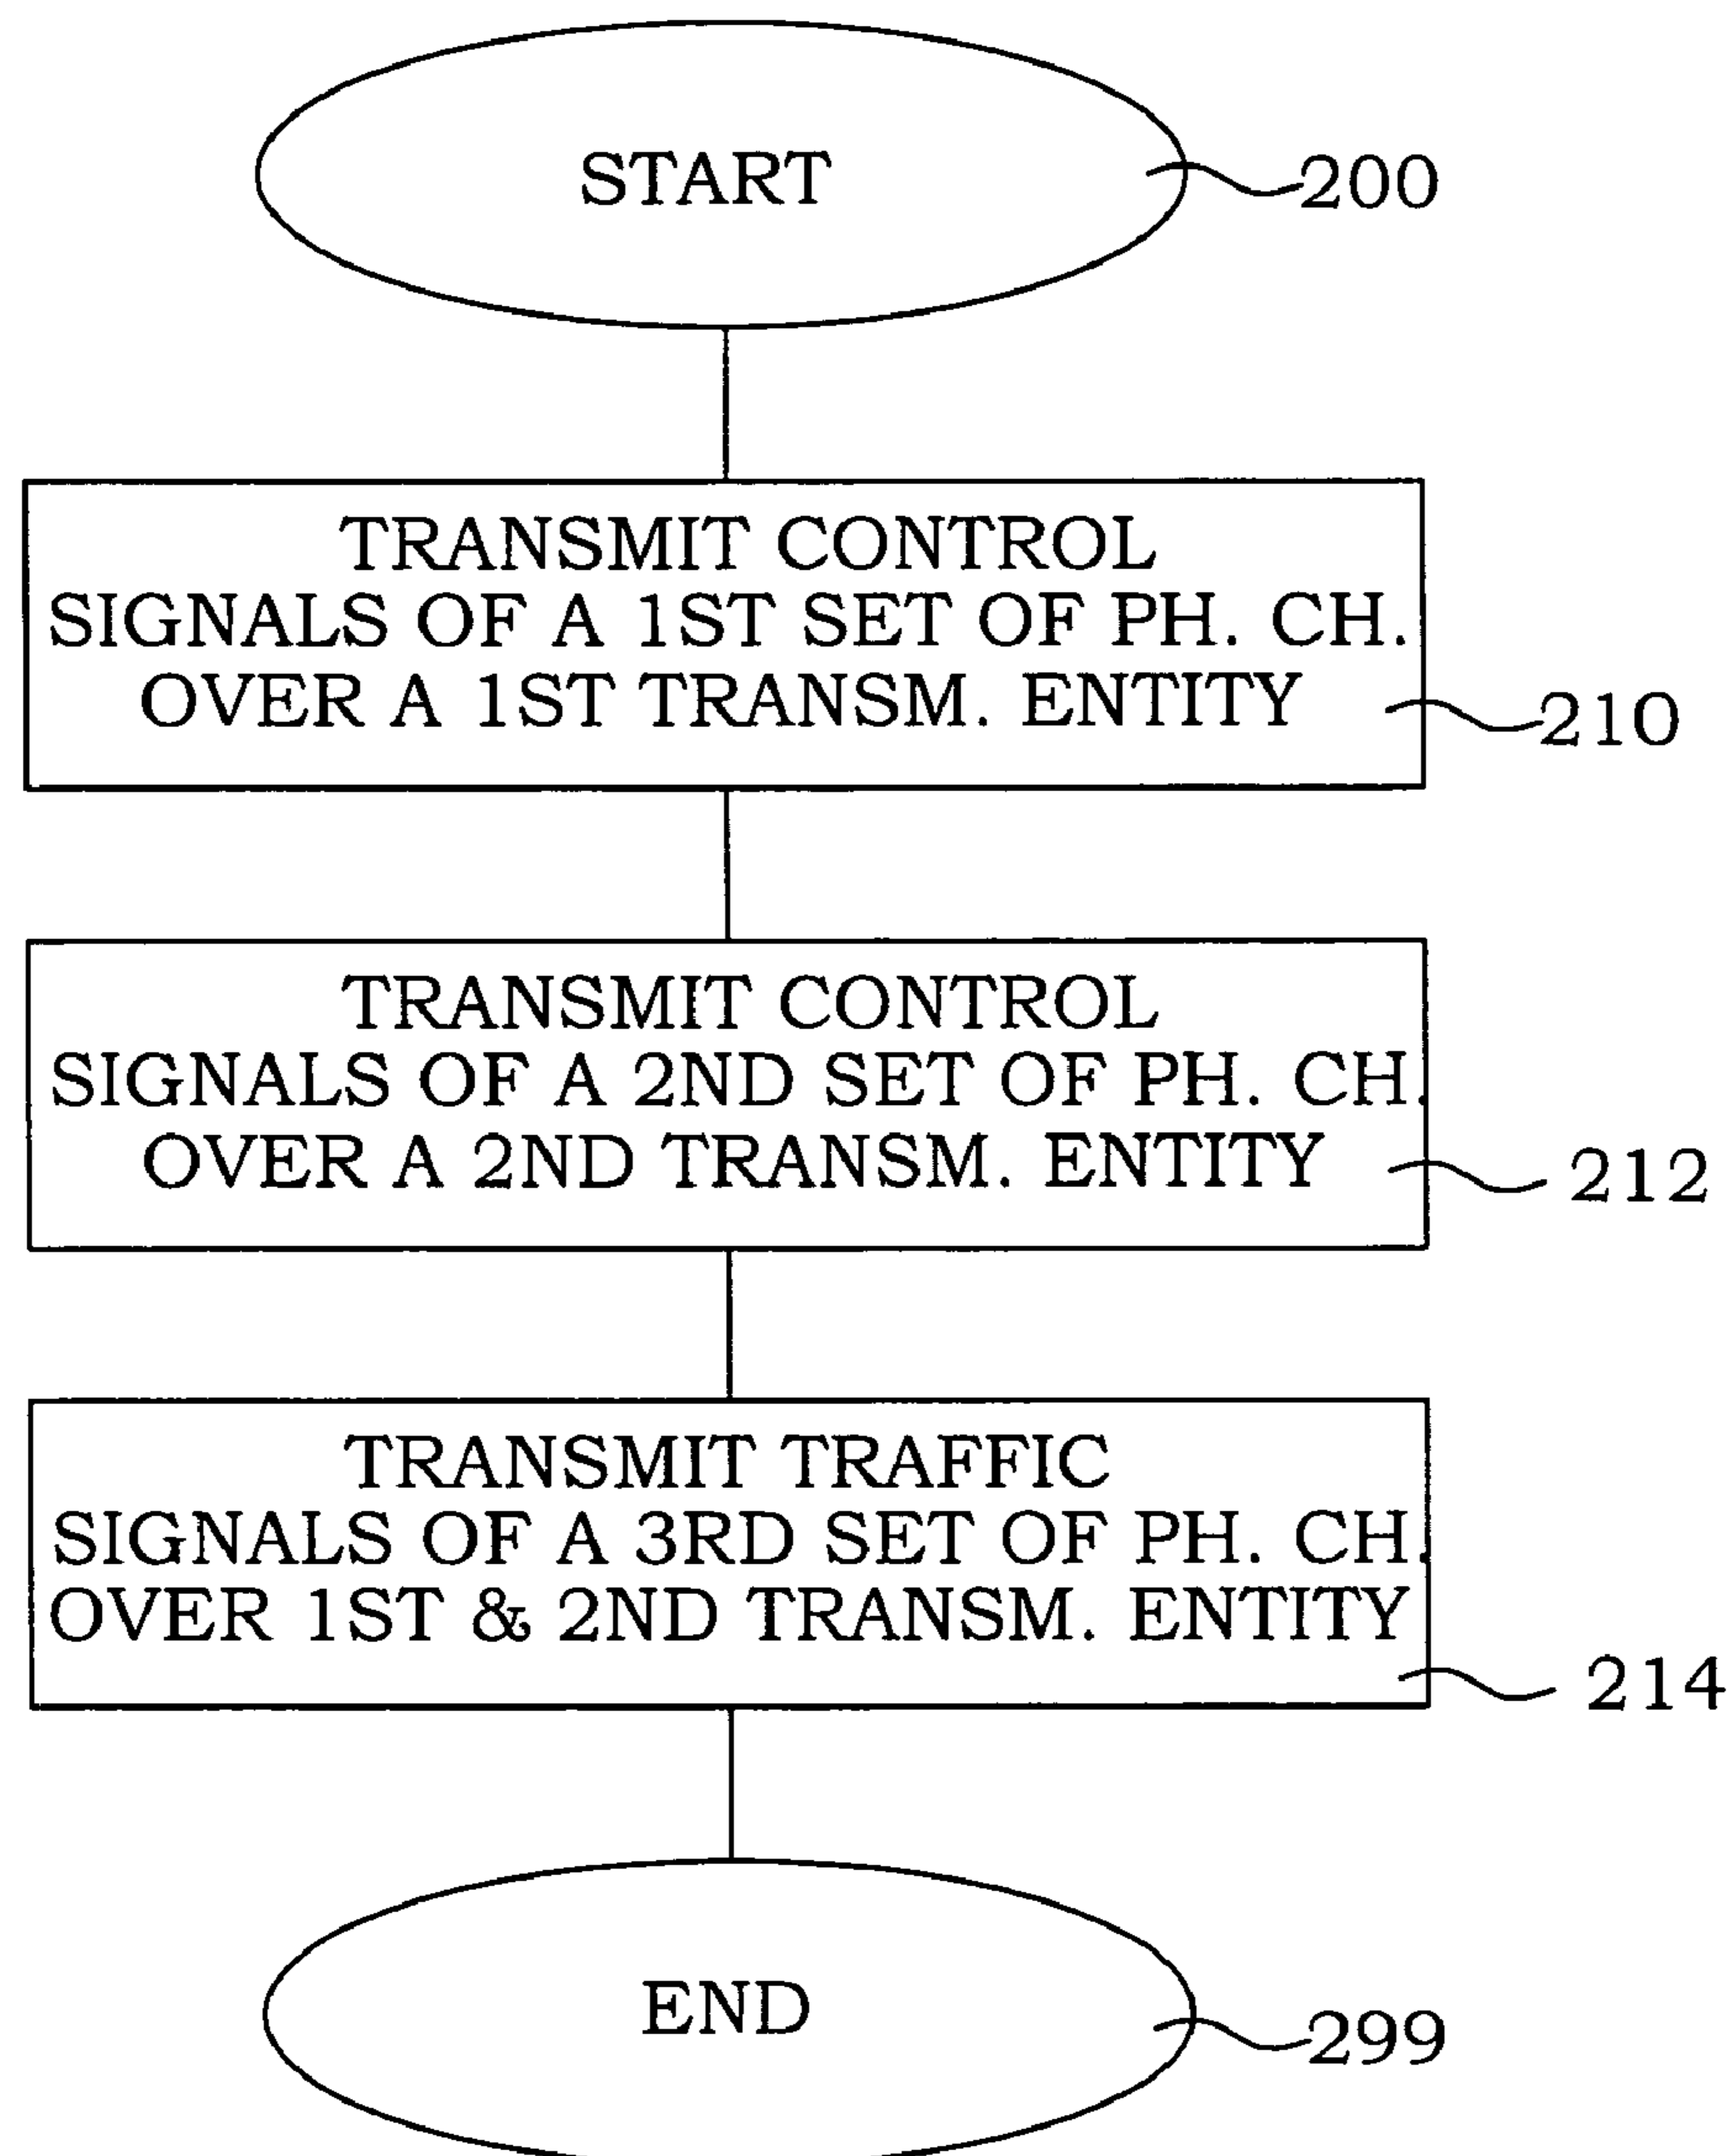 START
200
TRANSMIT CONTROL
SIGNALS OF A 1ST SET OF PH. CH.
OVER A 1ST TRANSM. ENTITY
210
TRANSMIT CONTROL
SIGNALS OF A 2ND SET OF PH. CH.
OVER A 2ND TRANSM. ENTITY
212
TRANSMIT TRAFFIC
SIGNALS OF A 3RD SET OF PH. CH.
OVER 1ST & 2ND TRANSM. ENTITY
214
END
299